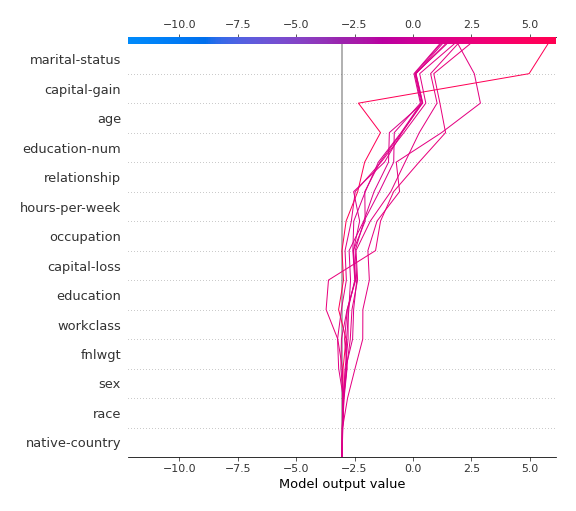 −10.0 −7.5 −5.0 −2.5 0.0 2.5 5.0
marital-status
capital-gain
age
education-num
relationship
hours-per-week
occupation
capital-loss
education
workclass
fnlwgt
sex
race
native-country
−10.0 −7.5 −5.0 −2.5 0.0 2.5 5.0
Model output value